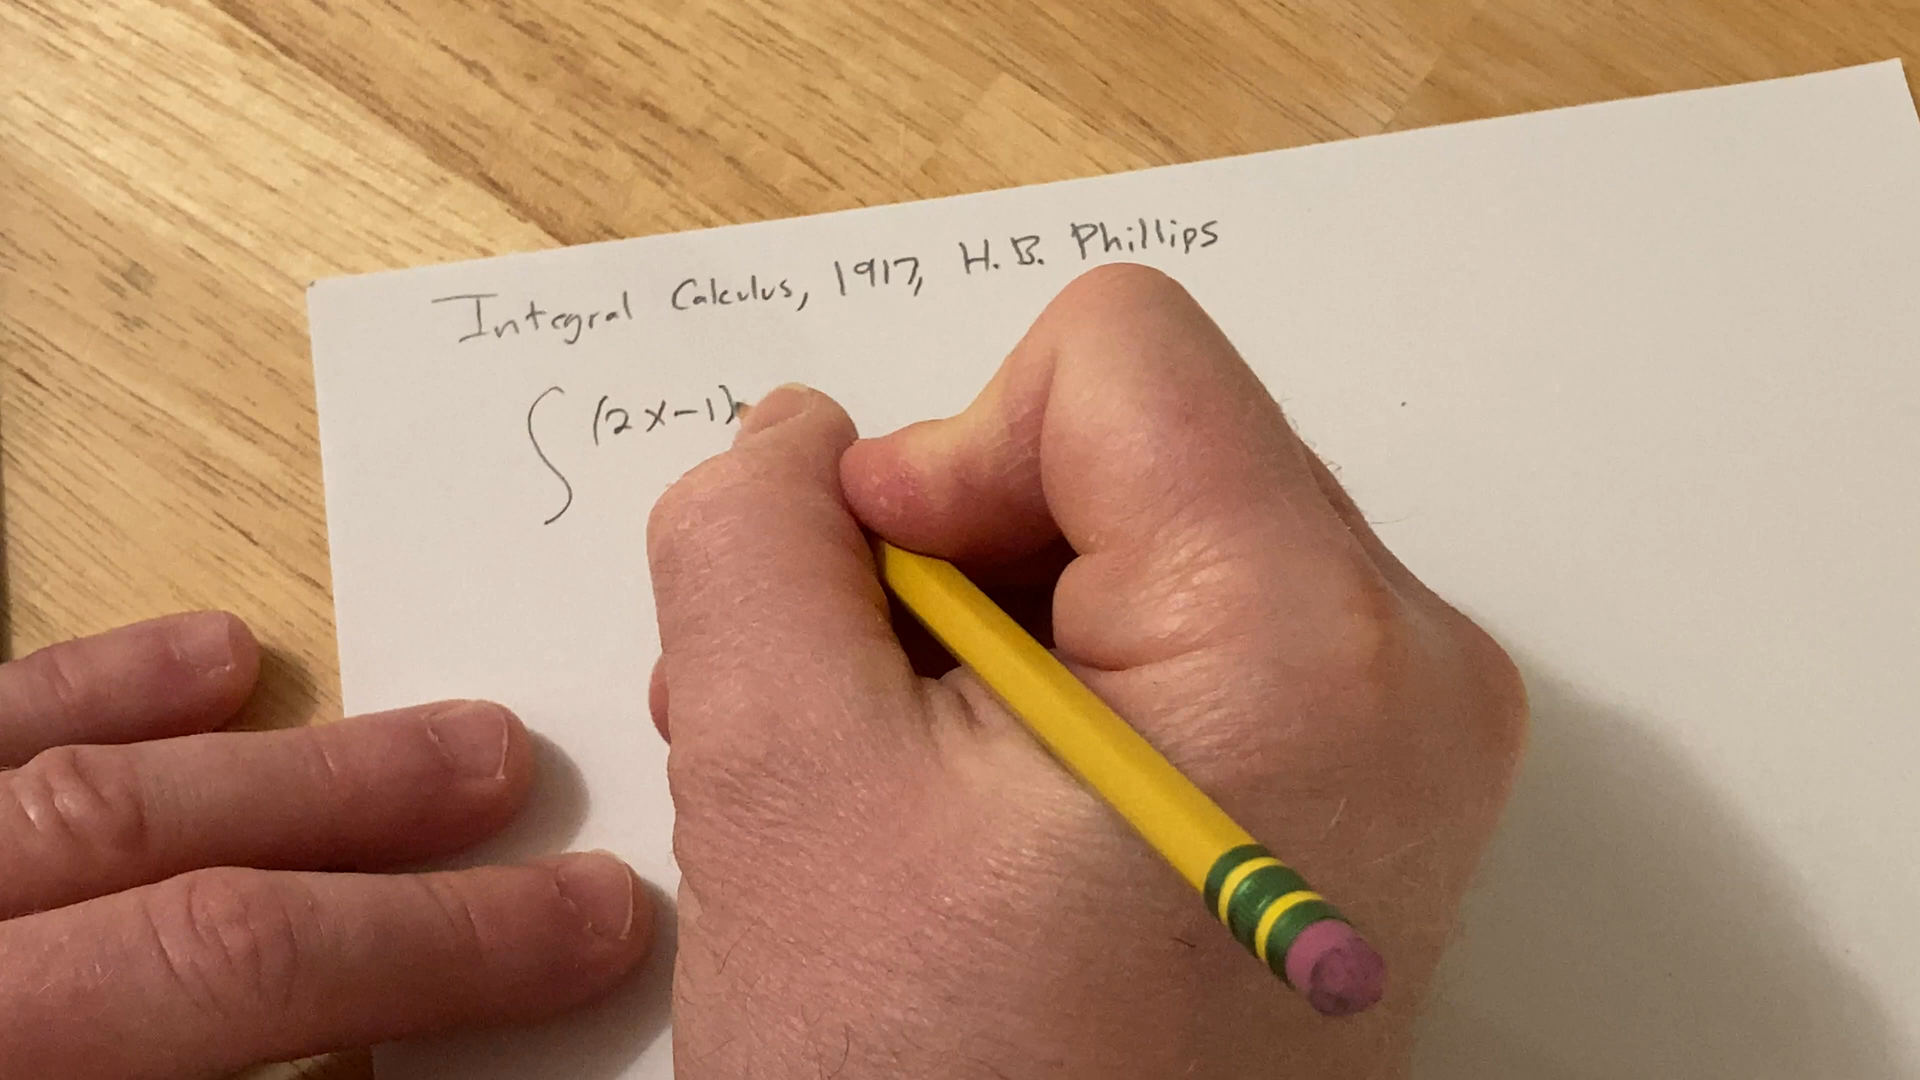 Integral Calculus, 1917, H.B. Phillips
∫ (2x-1)